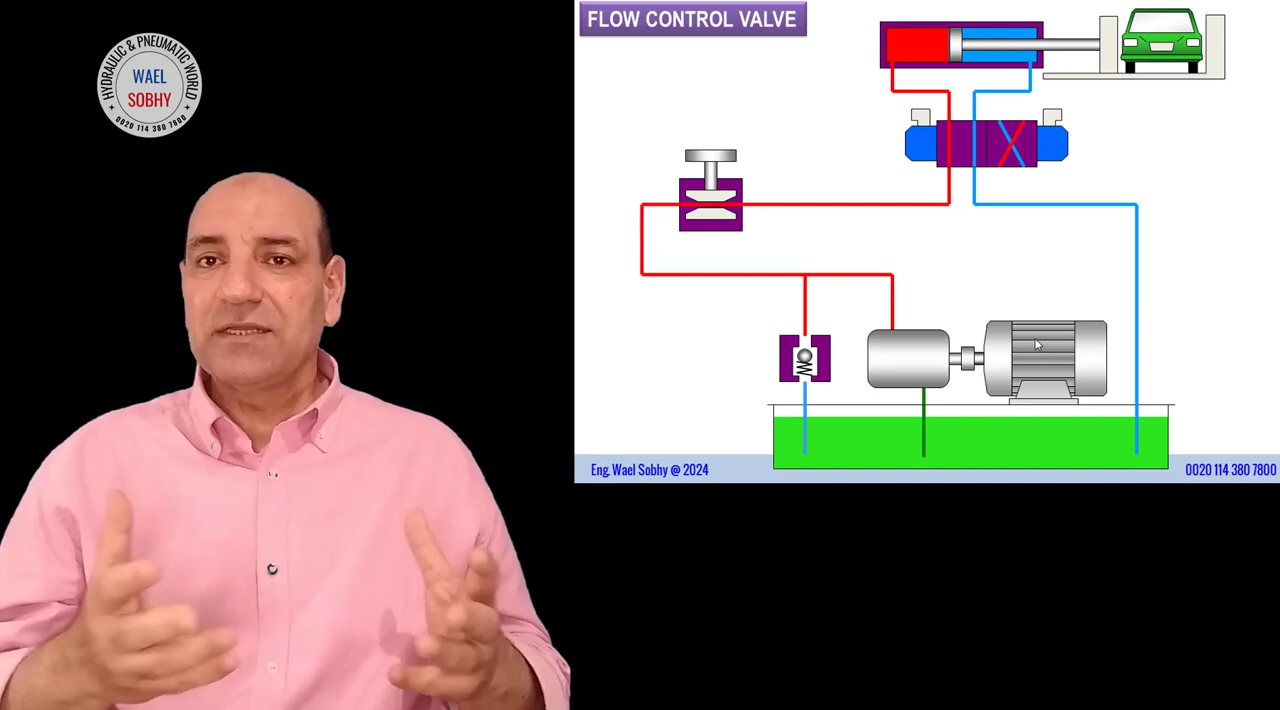 HYDRAULIC & PNEUMATIC WORLD
WAEL
SOBHY
0020 114 380 7800
FLOW CONTROL VALVE
Eng. Wael Sobhy @ 2024
0020 114 380 7800